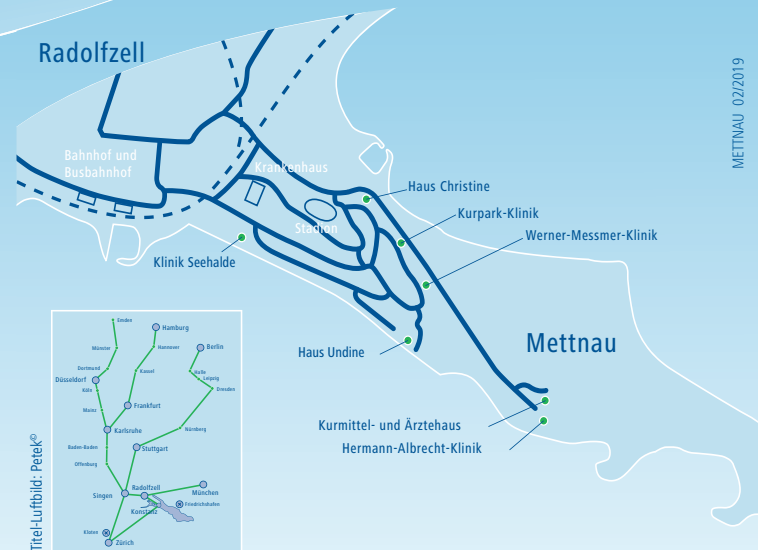 Radolfzell
METTNAU 02/2019
Bahnhof und
Busbahnhof
Krankenhaus
Haus Christine
Kurpark-Klinik
Stadion
Werner-Messmer-Klinik
Klinik Seehalde
Mettnau
Haus Undine
Kurmittel- und Ärztehaus
Hermann-Albrecht-Klinik
Titel-Luftbild: Petek©
Emden
Hamburg
Münster
Hannover
Berlin
Dortmund
Kassel
Halle
Leipzig
Düsseldorf
Köln
Dresden
Mainz
Frankfurt
Karlsruhe
Nürnberg
Baden-Baden
Stuttgart
Offenburg
Radolfzell
Singen
München
Konstanz
Friedrichshafen
Kloten
Zürich